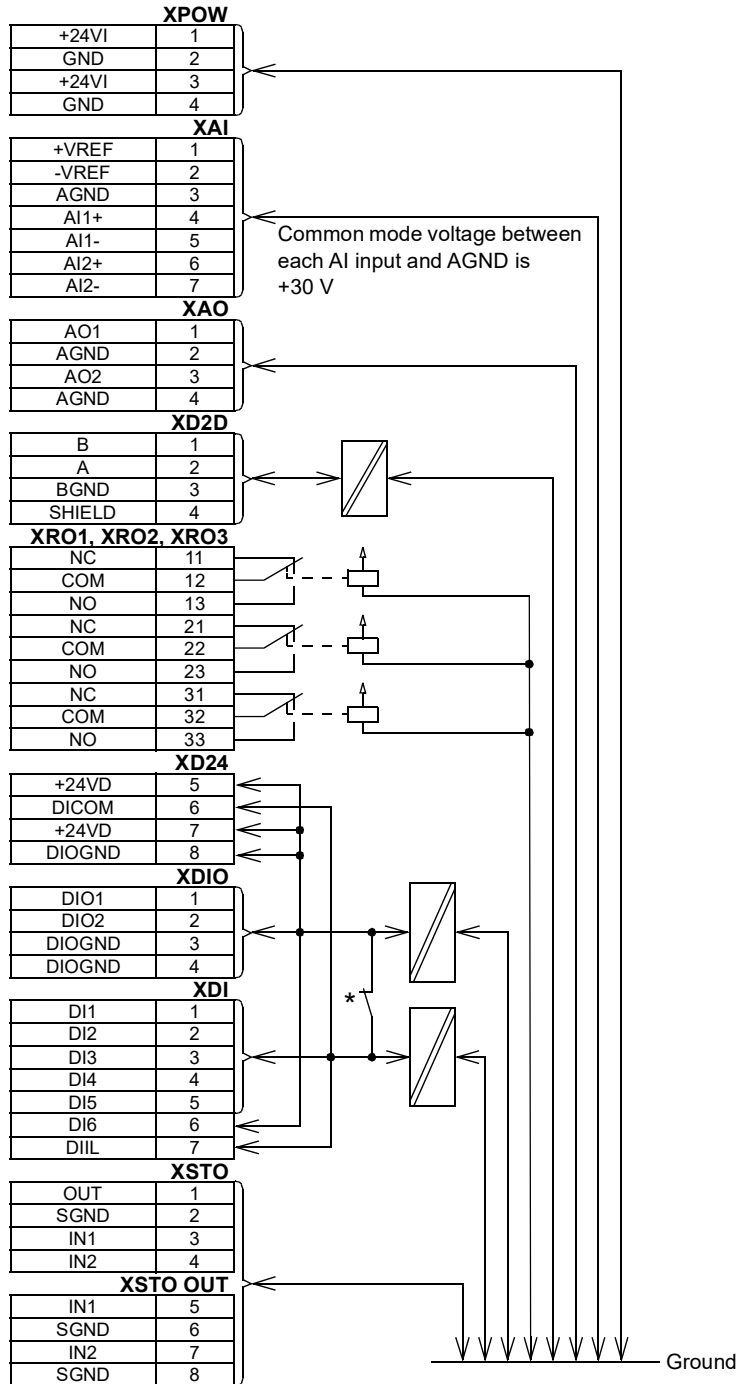 XPOW
+24VI 1
GND 2
+24VI 3
GND 4
XAI
+VREF 1
-VREF 2
AGND 3
AI1+ 4
AI1- 5
AI2+ 6
AI2- 7
Common mode voltage between
each AI input and AGND is
+30 V
XAO
AO1 1
AGND 2
AO2 3
AGND 4
XD2D
B 1
A 2
BGND 3
SHIELD 4
XRO1, XRO2, XRO3
NC 11
COM 12
NO 13
NC 21
COM 22
NO 23
NC 31
COM 32
NO 33
XD24
+24VD 5
DICOM 6
+24VD 7
DIOGND 8
XDIO
DIO1 1
DIO2 2
DIOGND 3
DIOGND 4
*
XDI
DI1 1
DI2 2
DI3 3
DI4 4
DI5 5
DI6 6
DIIL 7
XSTO
OUT 1
SGND 2
IN1 3
IN2 4
XSTO OUT
IN1 5
SGND 6
IN2 7
SGND 8
Ground